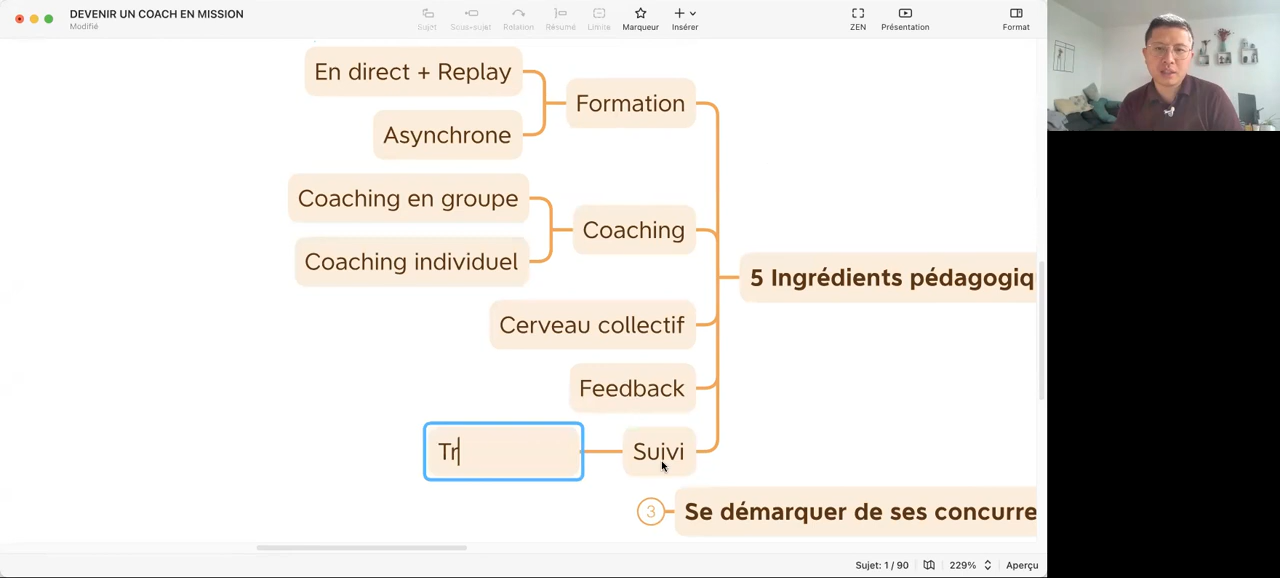 DEVENIR UN COACH EN MISSION
Modifié
Sujet
Sous-sujet
Relation
Résumé
Limite
Marqueur
Insérer
ZEN
Présentation
Format
En direct + Replay
Formation
Asynchrone
Coaching en groupe
Coaching
Coaching individuel
5 Ingrédients pédagogiq
Cerveau collectif
Feedback
Tr
Suivi
3
Se démarquer de ses concurre
Sujet: 1 / 90
229%
Aperçu